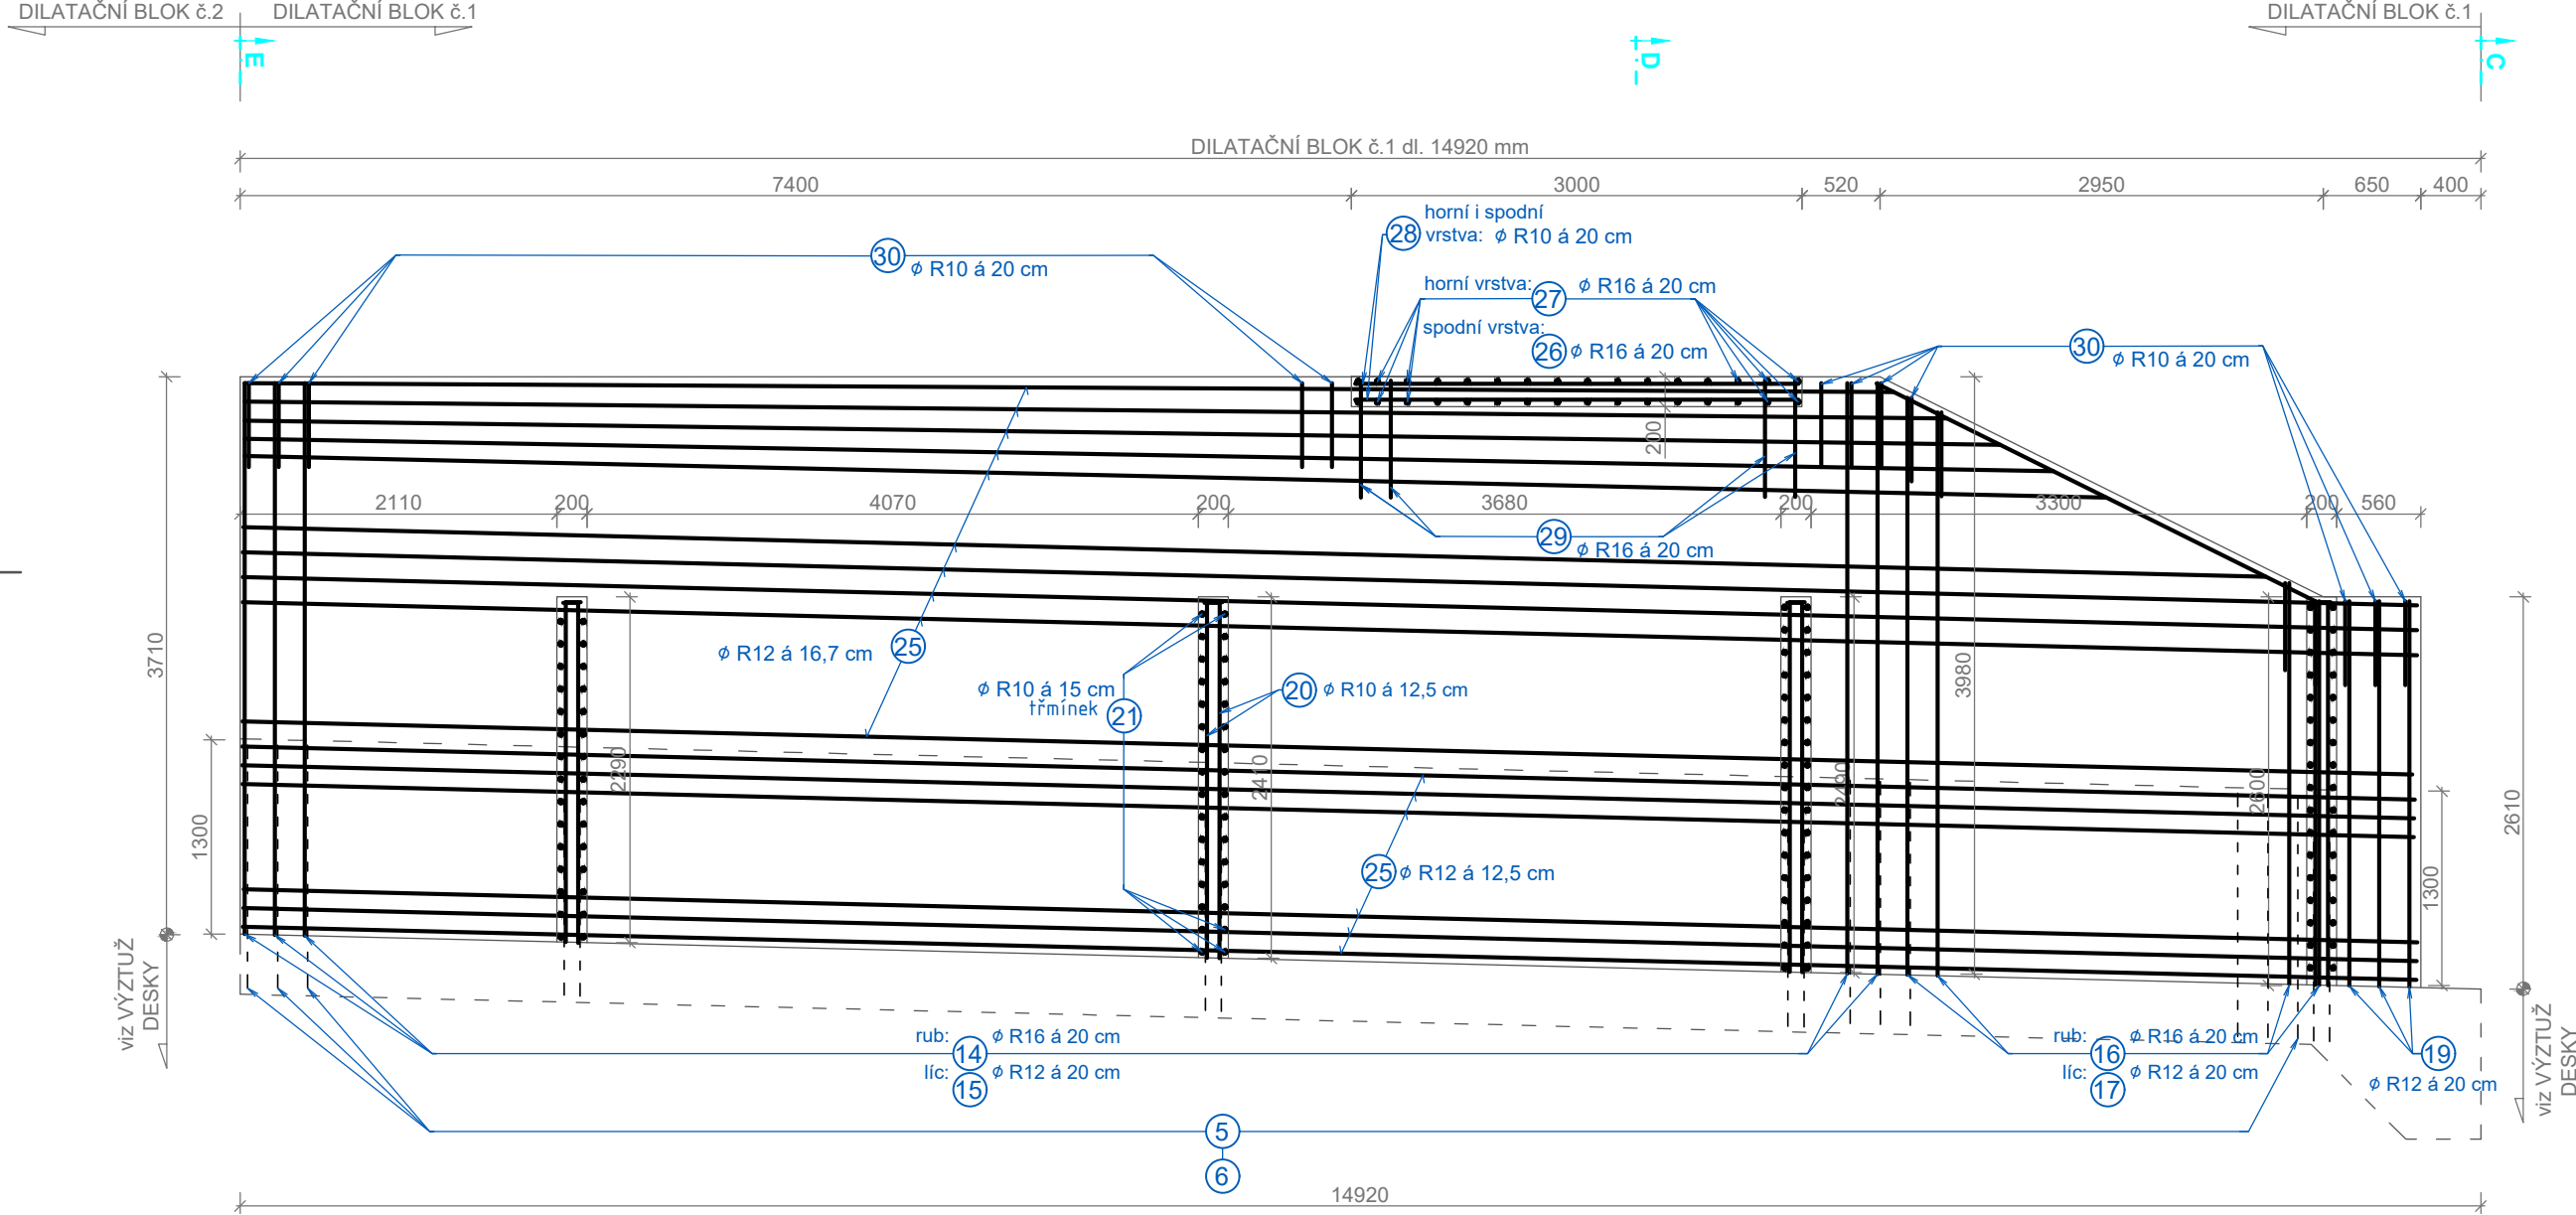 DILATAČNÍ BLOK č.2
DILATAČNÍ BLOK č.1
DILATAČNÍ BLOK č.1
E
D
C
DILATAČNÍ BLOK č.1 dl. 14920 mm
7400
3000
520
2950
650
400
horní i spodní
28 vrstva: ϕ R10 á 20 cm
30 ϕ R10 á 20 cm
horní vrstva: 27 ϕ R16 á 20 cm
spodní vrstva:
26 ϕ R16 á 20 cm
30
ϕ R10 á 20 cm
200
2110
200
4070
200
3680
200
3300
200
560
29
ϕ R16 á 20 cm
3710
ϕ R12 á 16,7 cm 25
ϕ R10 á 15 cm
třmínek 21
20 ϕ R10 á 12,5 cm
3980
2290
2410
2490
2600
2610
1300
1300
25 ϕ R12 á 12,5 cm
viz VÝZTUŽ
DESKY
rub: 14 ϕ R16 á 20 cm
líc: 15 ϕ R12 á 20 cm
rub: 16 ϕ R16 á 20 cm
líc: 17 ϕ R12 á 20 cm
19
ϕ R12 á 20 cm
viz VÝZTUŽ
DESKY
5
6
14920